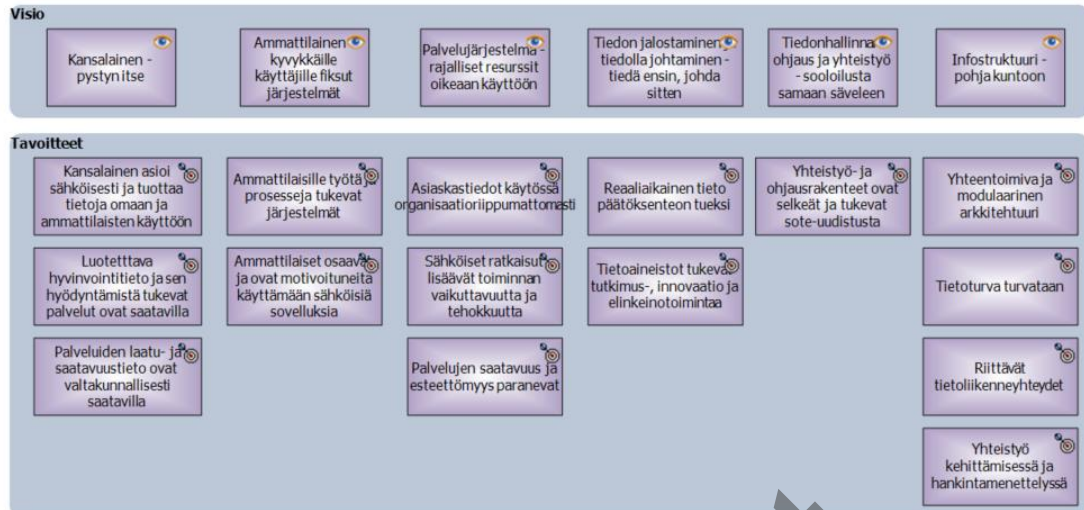 Visio
Kansalainen -
pystyn itse
Ammattilainen
kyvykkäille
käyttäjille fiksut
järjestelmät
Palvelujärjestelmä -
rajalliset resurssit
oikeaan käyttöön
Tiedon jalostaminen,
tiedolla johtaminen -
tiedä ensin, johda
sitten
Tiedonhallinnan
ohjaus ja yhteistyö
- sooloilusta
samaan säveleen
Infostruktuuri -
pohja kuntoon
Tavoitteet
Kansalainen asioi
sähköisesti ja tuottaa
tietoja omaan ja
ammattilaisten käyttöön
Ammattilaisille työtä ja
prosesseja tukevat
järjestelmät
Asiaskastiedot käytössä
organisaatioriippumattomasti
Reaaliaikainen tieto
päätöksenteon tueksi
Yhteistyö- ja
ohjausrakenteet ovat
selkeät ja tukevat
sote-uudistusta
Yhteentoimiva ja
modulaarinen
arkkitehtuuri
Luotetttava
hyvinvointitieto ja sen
hyödyntämistä tukevat
palvelut ovat saatavilla
Ammattilaiset osaavat
ja ovat motivoituneita
käyttämään sähköisiä
sovelluksia
Sähköiset ratkaisut
lisäävät toiminnan
vaikuttavuutta ja
tehokkuutta
Tietoaineistot tukevat
tutkimus-, innovaatio ja
elinkeinotoimintaa
Tietoturva turvataan
Palveluiden laatu- ja
saatavuustieto ovat
valtakunnallisesti
saatavilla
Palvelujen saatavuus ja
esteettömyys paranevat
Riittävät
tietoliikenneyhteydet
Yhteistyö
kehittämisessä ja
hankintamenettelyssä